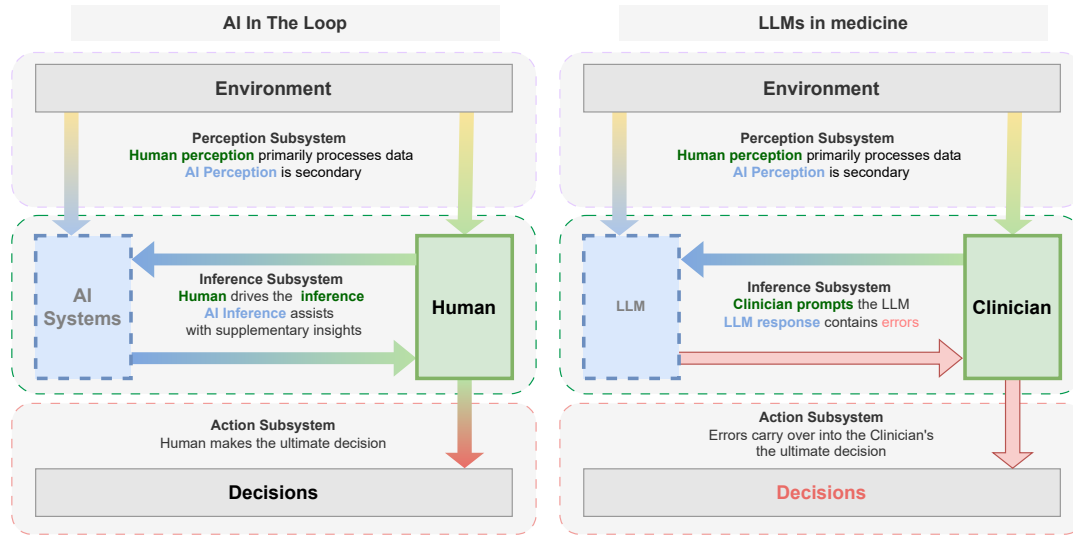 AI In The Loop
Environment
Perception Subsystem
Human perception primarily processes data
AI Perception is secondary
AI
Systems
Inference Subsystem
Human drives the inference
AI Inference assists
with supplementary insights
Human
Action Subsystem
Human makes the ultimate decision
Decisions
LLMs in medicine
Environment
Perception Subsystem
Human perception primarily processes data
AI Perception is secondary
LLM
Inference Subsystem
Clinician prompts the LLM
LLM response contains errors
Clinician
Action Subsystem
Errors carry over into the Clinician's
the ultimate decision
Decisions